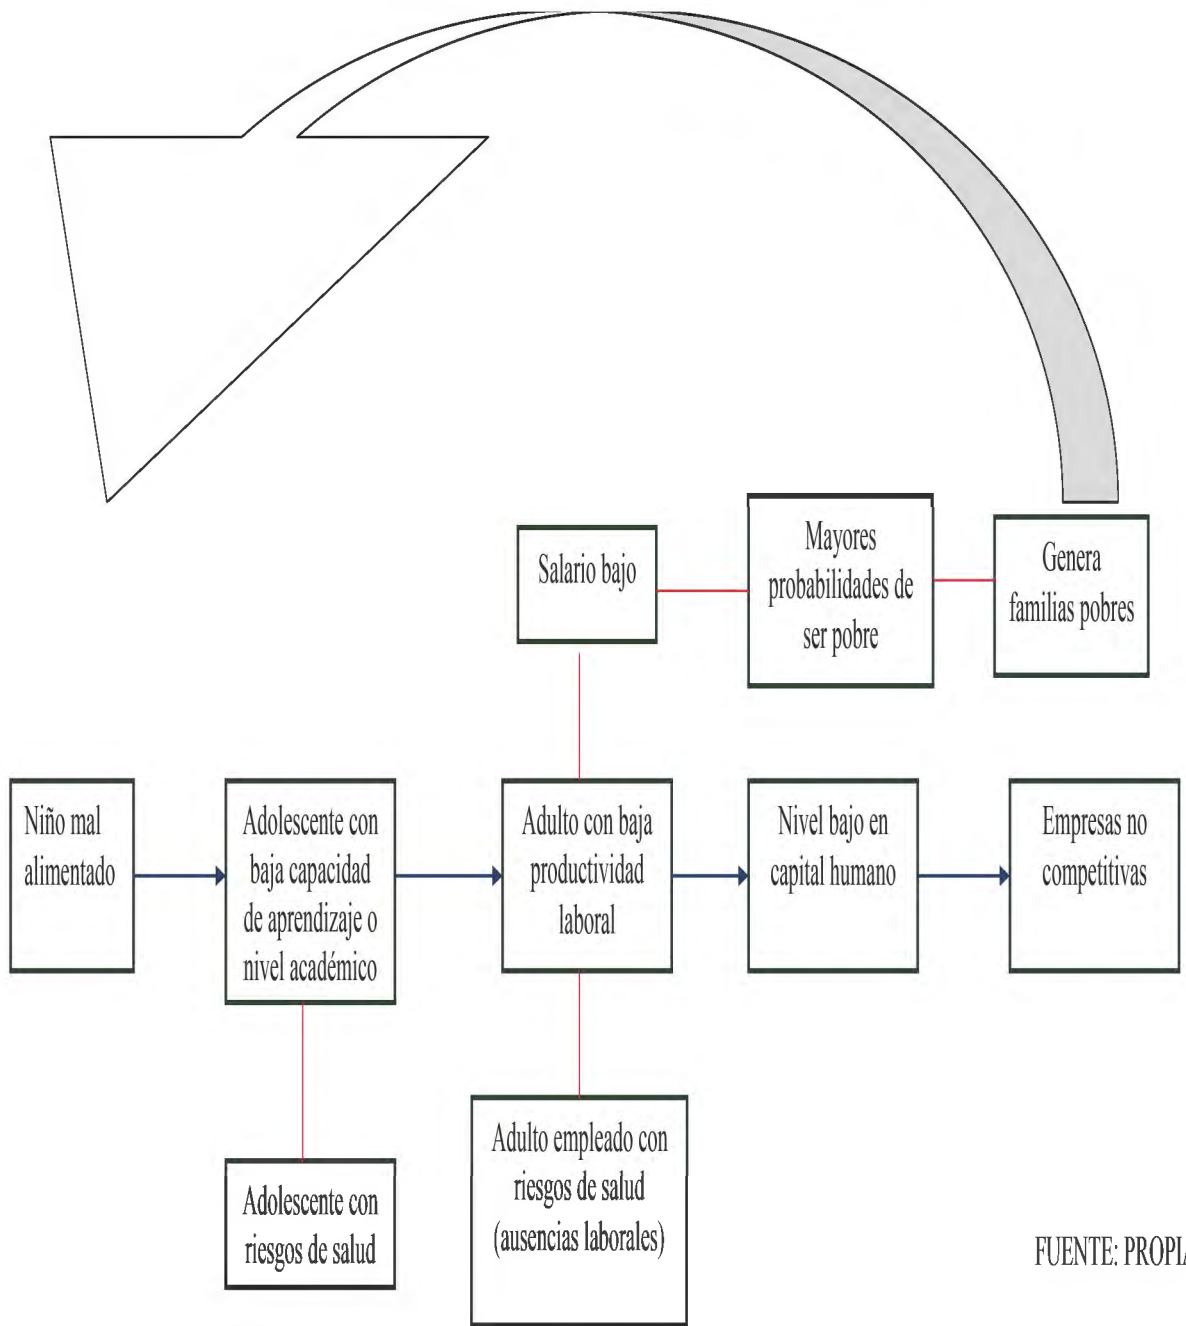 Salario bajo
Mayores
probabilidades de
ser pobre
Genera
familias pobres
Niño mal
alimentado
Adolescente con
baja capacidad
de aprendizaje o
nivel académico
Adulto con baja
productividad
laboral
Nivel bajo en
capital humano
Empresas no
competitivas
Adolescente con
riesgos de salud
Adulto empleado con
riesgos de salud
(ausencias laborales)
FUENTE: PROPIA